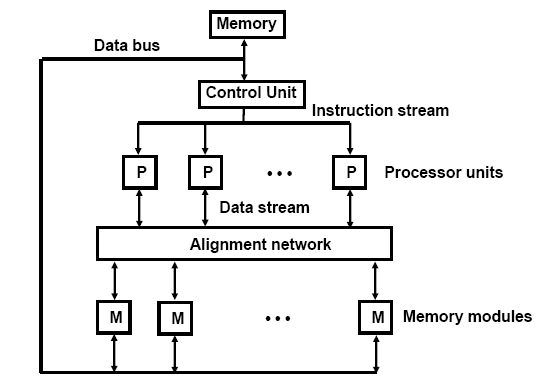 Memory
Data bus
Control Unit
Instruction stream
P
P
• • •
P
Processor units
Data stream
Alignment network
M
M
• • •
M
Memory modules